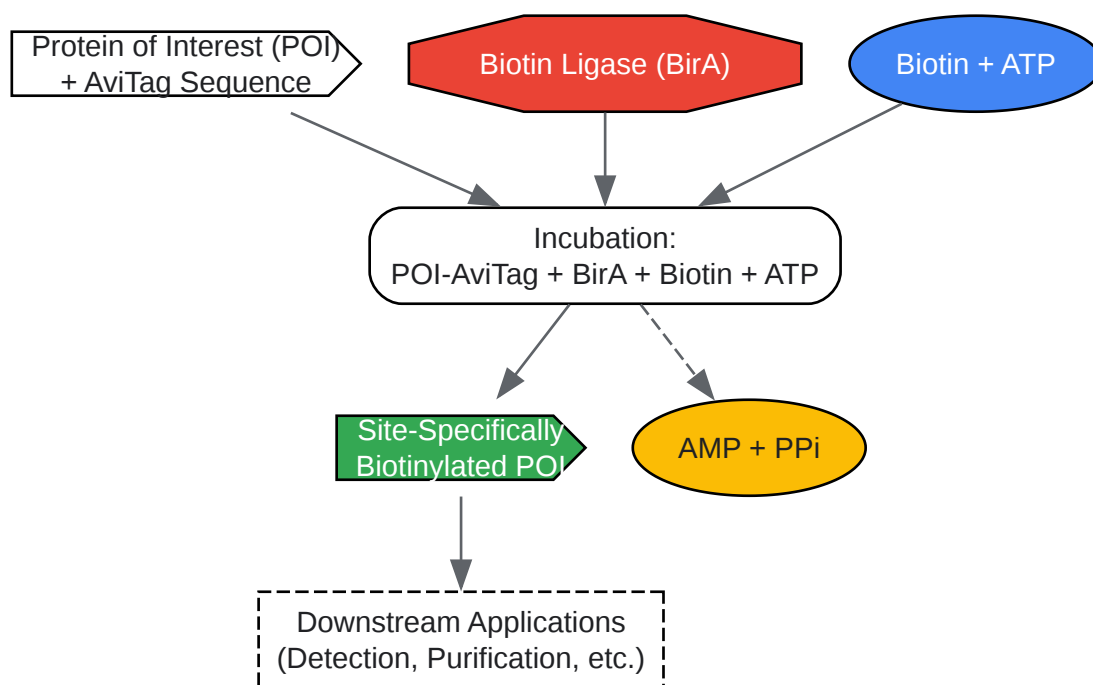 Protein of Interest (POI)
+ AviTag Sequence
Biotin Ligase (BirA)
Biotin + ATP
Incubation:
POI-AviTag + BirA + Biotin + ATP
Site-Specifically
Biotinylated POI
AMP + PPi
Downstream Applications
(Detection, Purification, etc.)